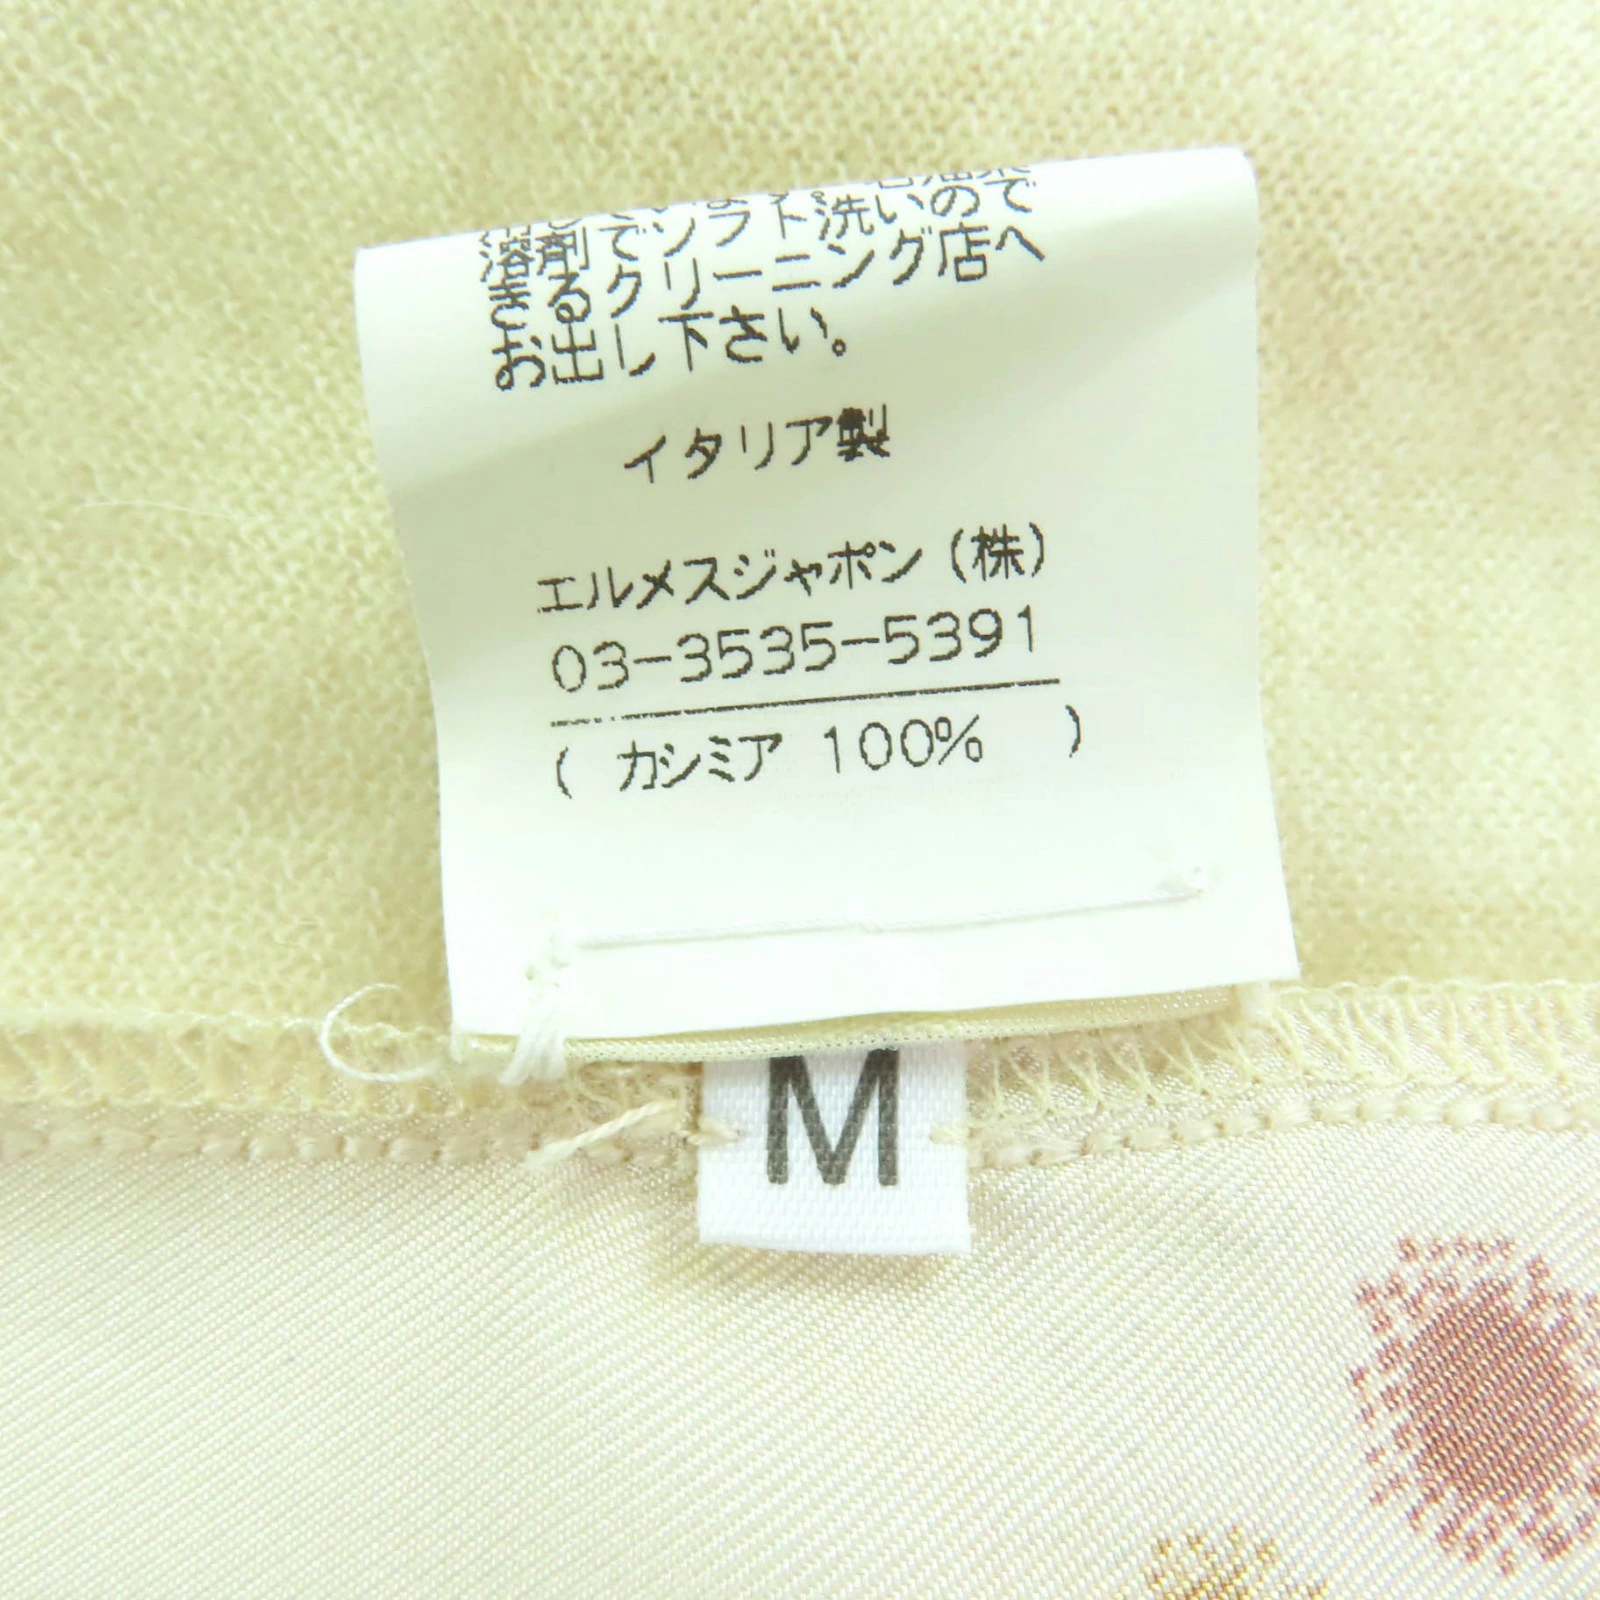 溶剤でソフト洗いので
きるクリーニング店へ
お出し下さい。
イタリア製
エルメスジャポン(株)
03-3535-5391
( カシミア 100% )
M